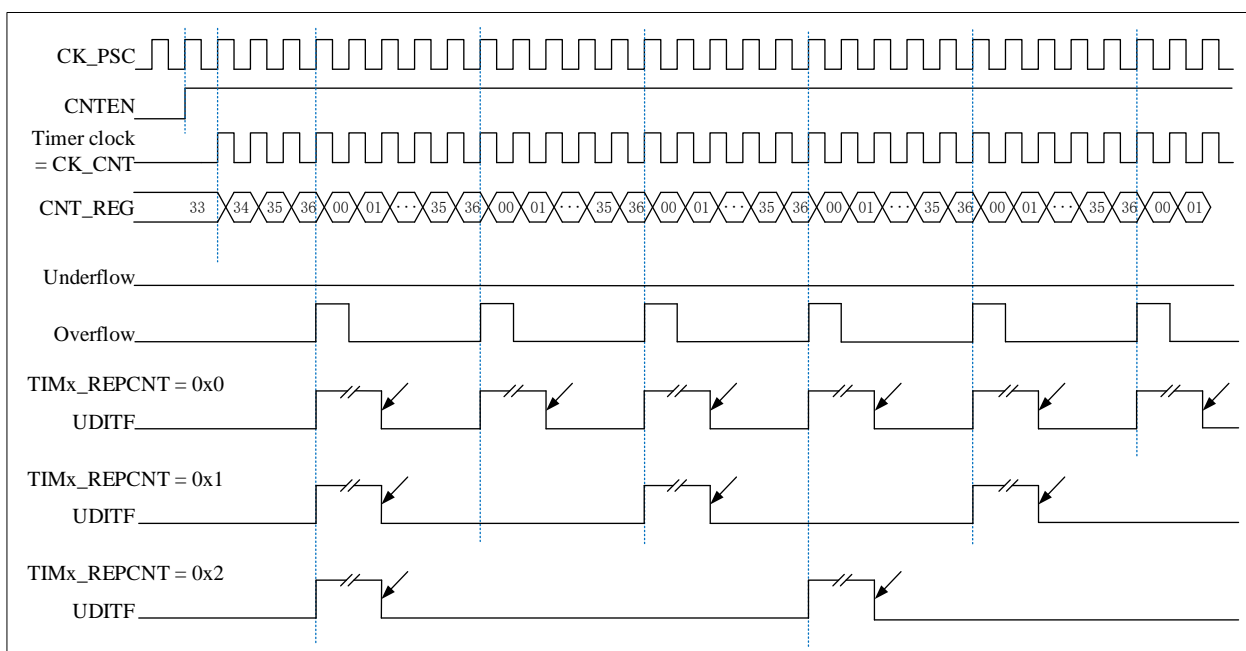 CK_PSC
CNTEN
Timer clock
= CK_CNT
CNT_REG 33 34 35 36 00 01 ··· 35 36 00 01 ··· 35 36 00 01 ··· 35 36 00 01 ··· 35 36 00 01 ··· 35 36 00 01
Underflow
Overflow
TIMx_REPCNT = 0x0
UDITF
TIMx_REPCNT = 0x1
UDITF
TIMx_REPCNT = 0x2
UDITF